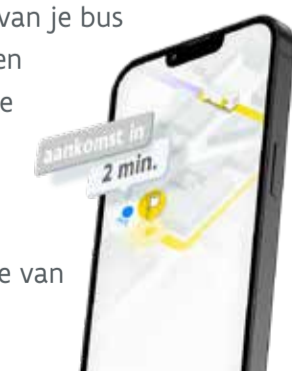 van je bus
en
e
aankomst in
2 min.
e van